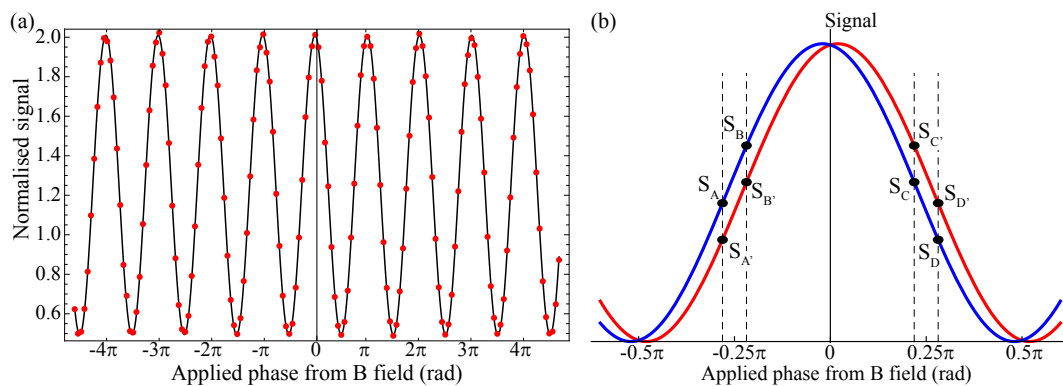 (a)
Normalised signal
2.0
1.8
1.6
1.4
1.2
1.0
0.8
0.6
-4π -3π -2π -π 0 π 2π 3π 4π
Applied phase from B field (rad)
(b)
Signal
S_B S_C'
S_A S_B' S_C S_D'
S_A' S_D
-0.5π -0.25π 0 0.25π 0.5π
Applied phase from B field (rad)